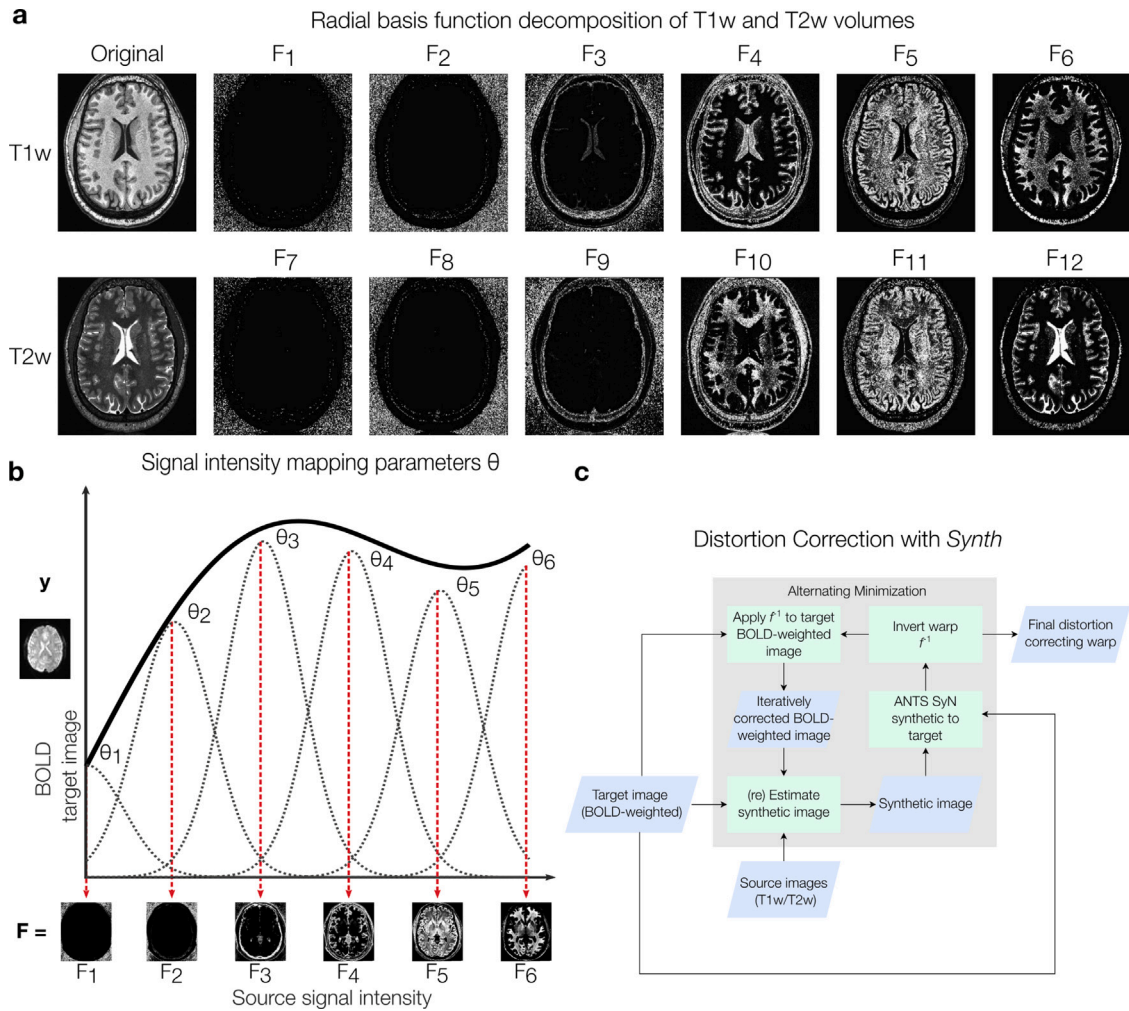 a
Radial basis function decomposition of T1w and T2w volumes
Original F1 F2 F3 F4 F5 F6
T1w
F7 F8 F9 F10 F11 F12
T2w
b
Signal intensity mapping parameters θ
y
BOLD
target image
θ1
θ2
θ3
θ4
θ5
θ6
F =
F1 F2 F3 F4 F5 F6
Source signal intensity
c
Distortion Correction with Synth
Alternating Minimization
Apply f-1 to target
BOLD-weighted
image
Invert warp
f-1
Final distortion
correcting warp
Iteratively
corrected BOLD-
weighted image
ANTS SyN
synthetic to
target
Target image
(BOLD-weighted)
(re) Estimate
synthetic image
Synthetic image
Source images
(T1w/T2w)